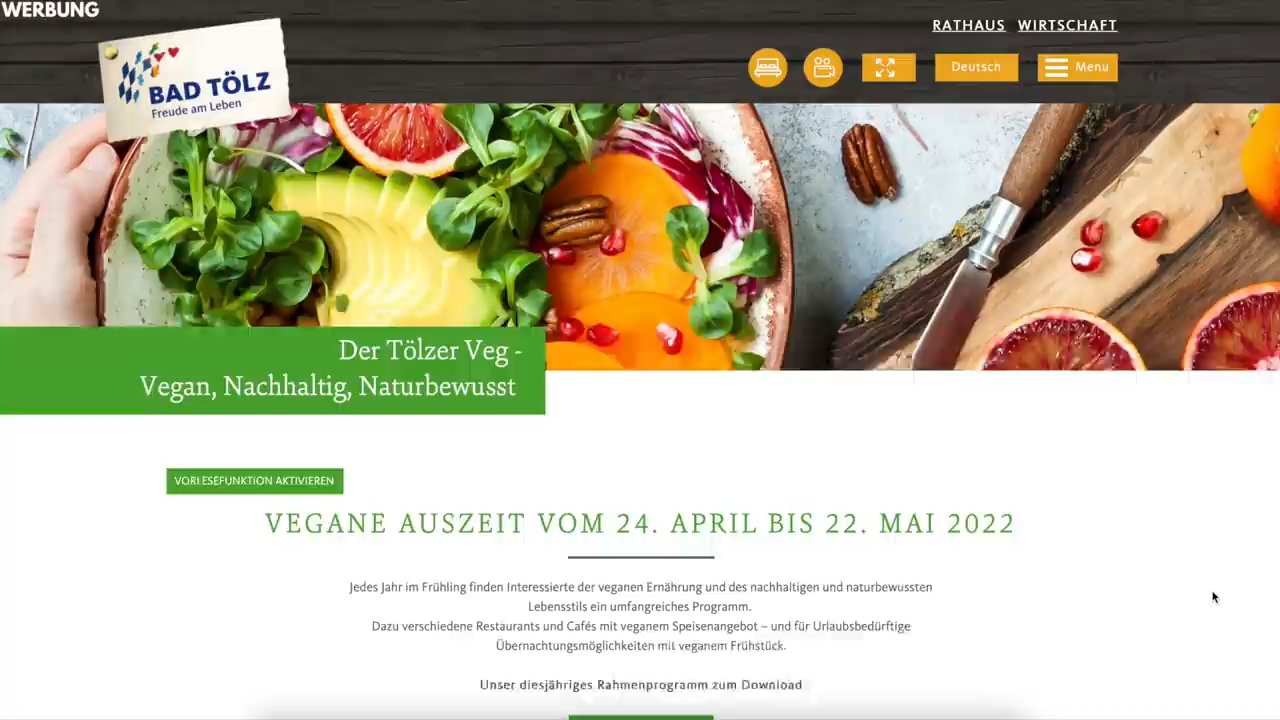 WERBUNG
RATHAUS WIRTSCHAFT
BAD TÖLZ
Freude am Leben
Deutsch
Menu
Der Tölzer Veg -
Vegan, Nachhaltig, Naturbewusst
VORLESEFUNKTION AKTIVIEREN
VEGANE AUSZEIT VOM 24. APRIL BIS 22. MAI 2022
Jedes Jahr im Frühling finden Interessierte der veganen Ernährung und des nachhaltigen und naturbewussten
Lebensstils ein umfangreiches Programm.
Dazu verschiedene Restaurants und Cafés mit veganem Speisenangebot – und für Urlaubsbedürftige
Übernachtungsmöglichkeiten mit veganem Frühstück.
Unser diesjähriges Rahmenprogramm zum Download